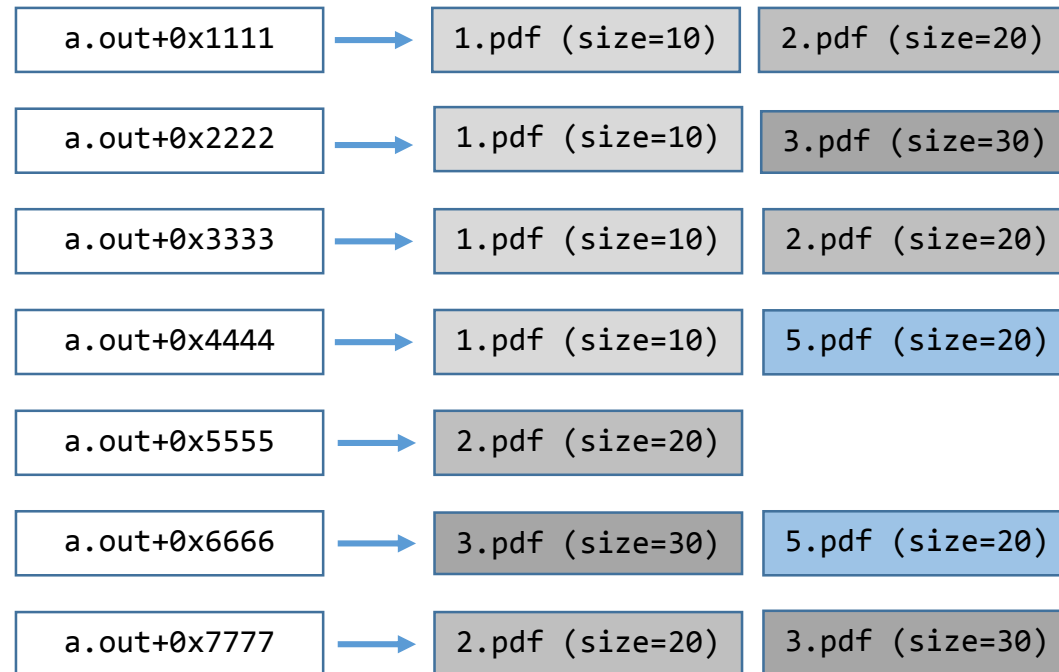 a.out+0x1111 1.pdf (size=10) 2.pdf (size=20)
a.out+0x2222 1.pdf (size=10) 3.pdf (size=30)
a.out+0x3333 1.pdf (size=10) 2.pdf (size=20)
a.out+0x4444 1.pdf (size=10) 5.pdf (size=20)
a.out+0x5555 2.pdf (size=20)
a.out+0x6666 3.pdf (size=30) 5.pdf (size=20)
a.out+0x7777 2.pdf (size=20) 3.pdf (size=30)